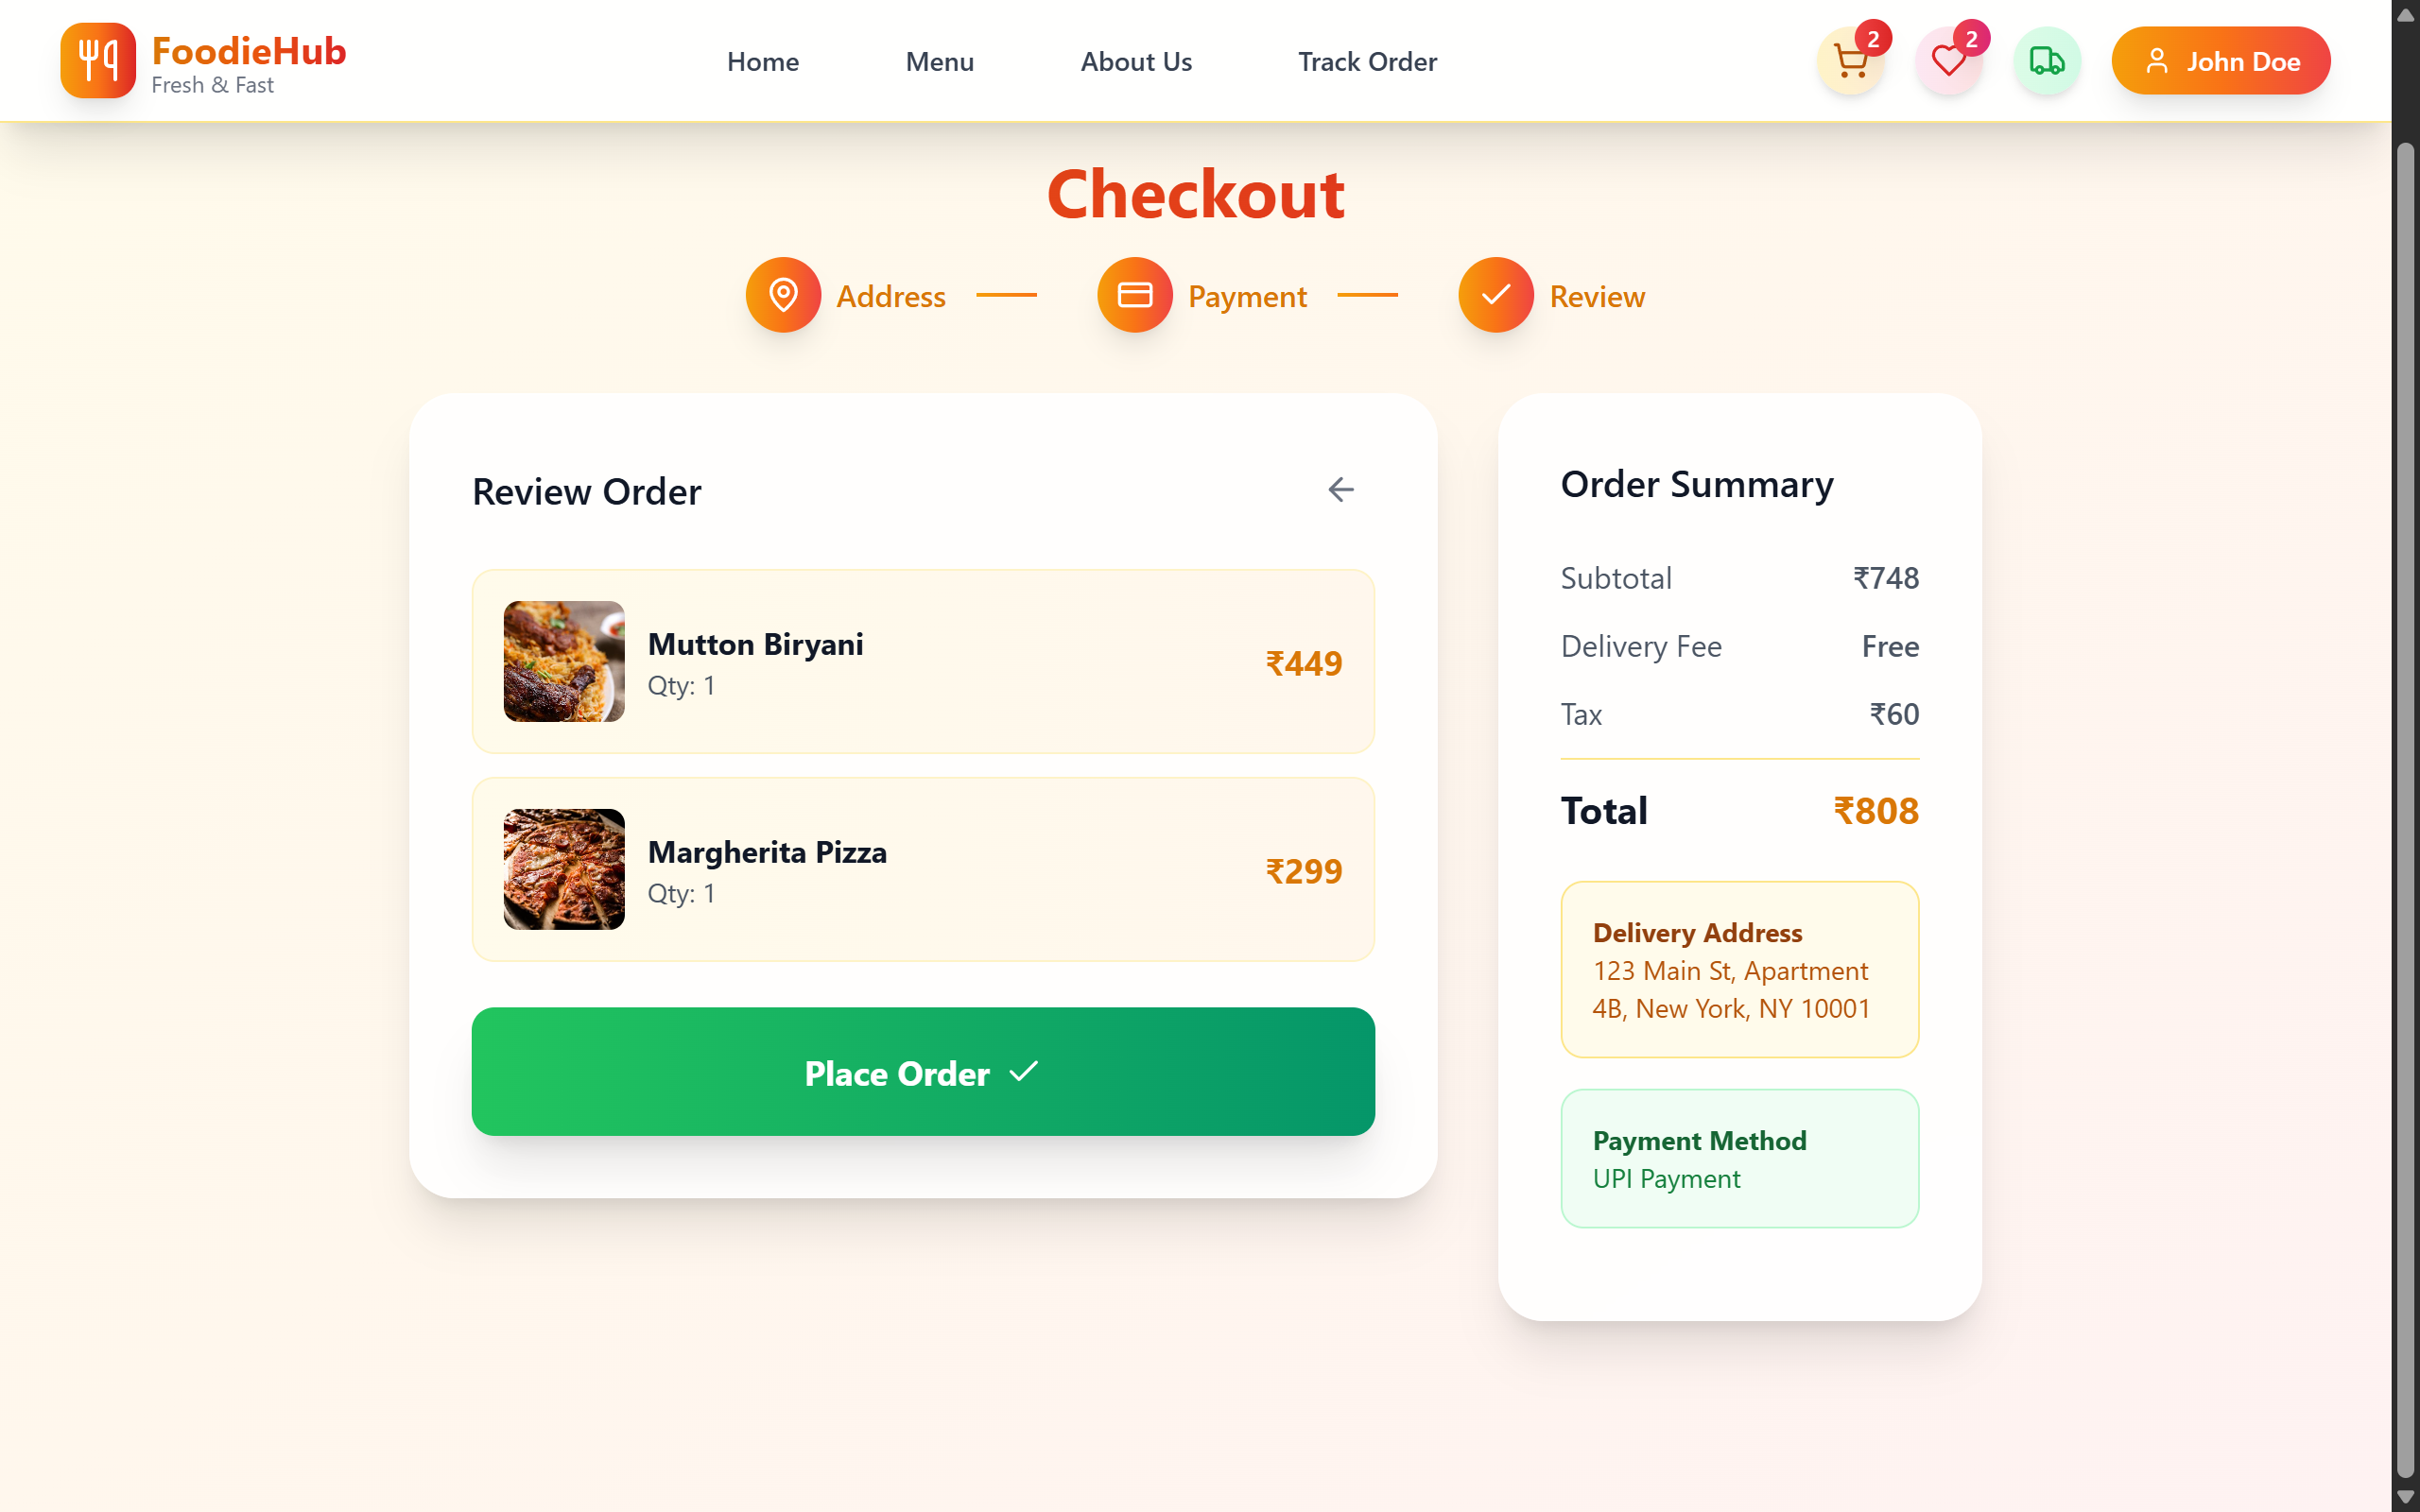 FoodieHub
Fresh & Fast
Home
Menu
About Us
Track Order
2
2
John Doe
Checkout
Address
Payment
Review
Review Order
Mutton Biryani
Qty: 1
₹449
Margherita Pizza
Qty: 1
₹299
Place Order
Order Summary
Subtotal ₹748
Delivery Fee Free
Tax ₹60
Total ₹808
Delivery Address
123 Main St, Apartment
4B, New York, NY 10001
Payment Method
UPI Payment